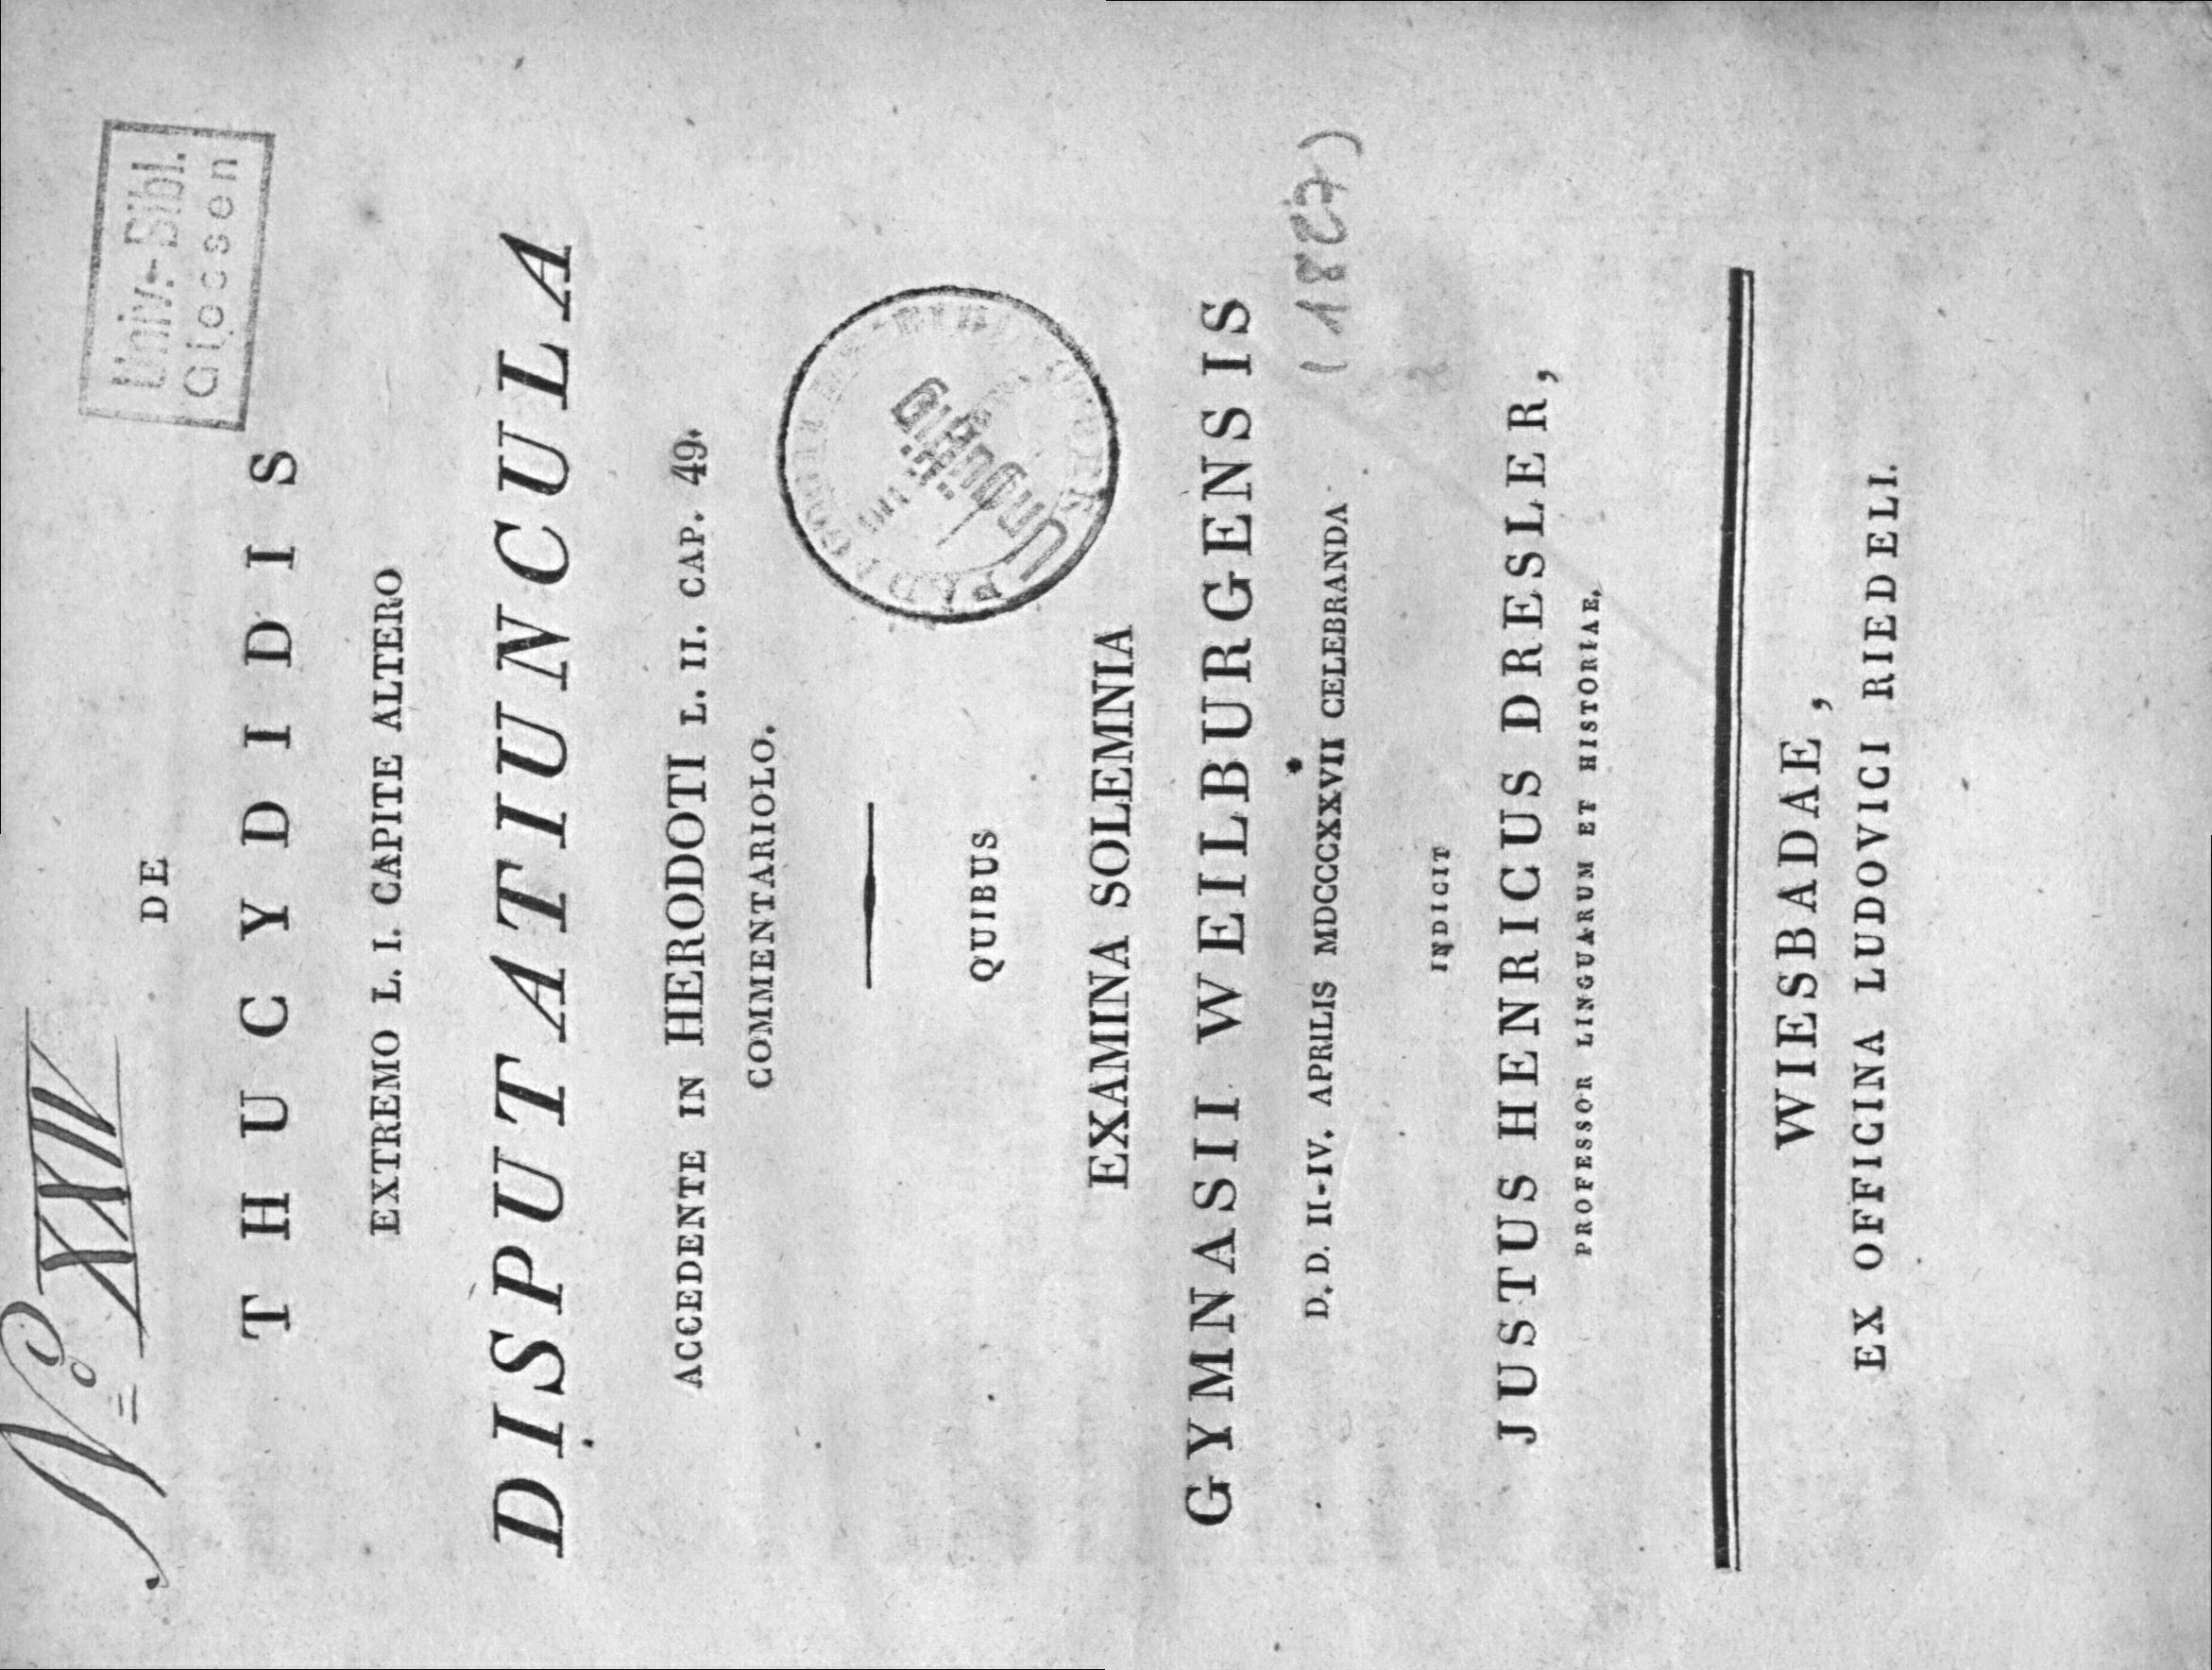 Nº XXIV
Univ.-Bibl.
Giessen
DE
THUCYDIDIS
EXTREMO L. I. CAPITE ALTERO
DISPUTATIUNCULA
ACCEDENTE IN HERODOTI L. II. CAP. 49.
COMMENTARIOLO.
QUIBUS
EXAMINA SOLEMNIA
GYMNASII WEILBURGENSIS
D. D. II-IV. APRILIS MDCCCXXVII CELEBRANDA
(1827)
INDICIT
JUSTUS HENRICUS DRESLER,
PROFESSOR LINGUARUM ET HISTORIAE.
WIESBADAE,
EX OFFICINA LUDOVICI RIEDELI.